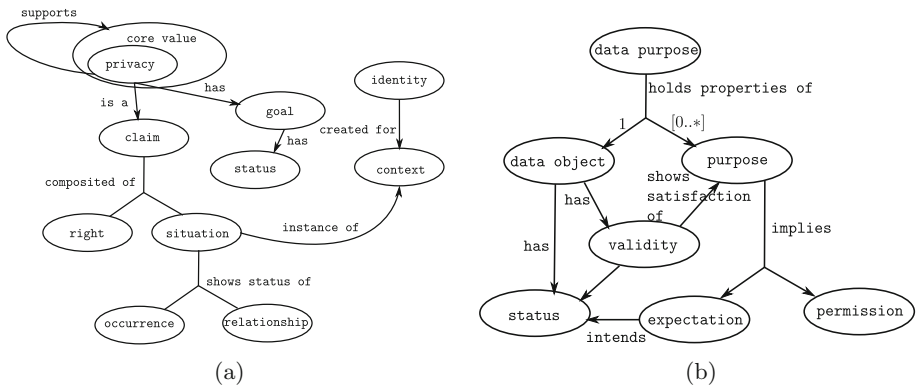 supports
core value
privacy
is a
has
claim
goal
has
status
composited of
right
situation
shows status of
occurrence
relationship
identity
created for
context
instance of
(a)
data purpose
holds properties of
1
[0..*]
data object
purpose
has
shows
satisfaction
of
validity
has
implies
status
intends
expectation
permission
(b)